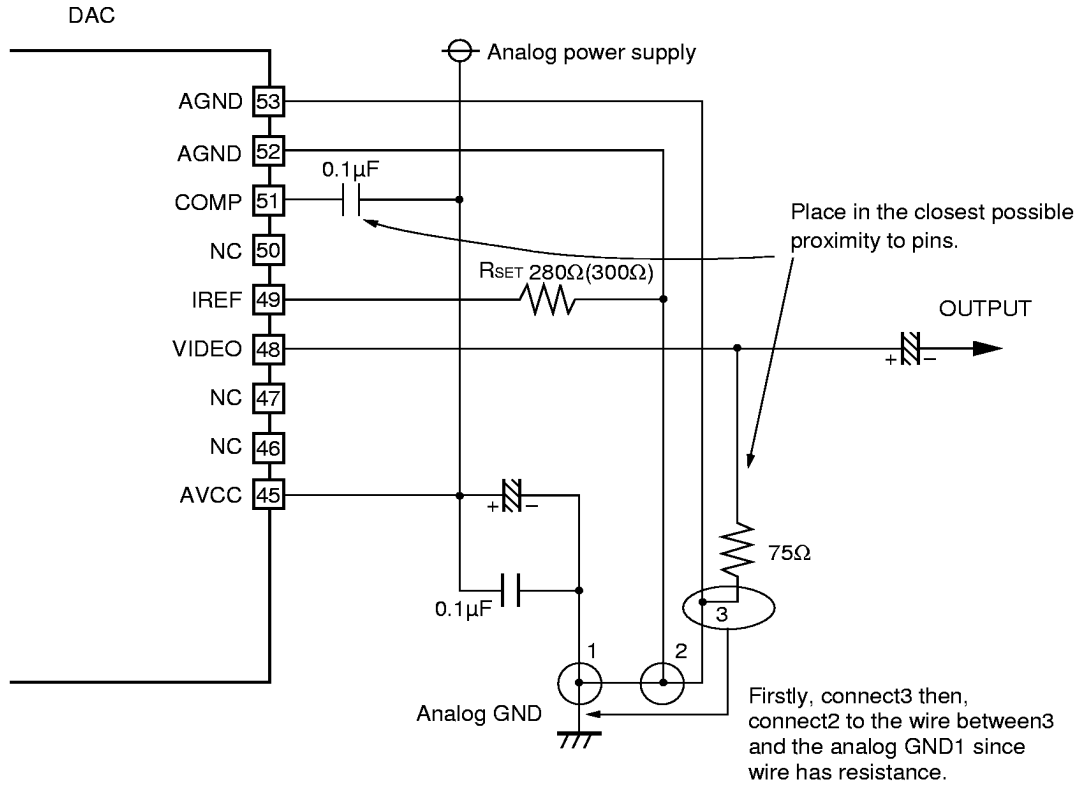 DAC
Analog power supply
AGND 53
AGND 52
0.1μF
COMP 51
Place in the closest possible
proximity to pins.
NC 50
RSET 280Ω(300Ω)
IREF 49
OUTPUT
VIDEO 48
+ −
NC 47
NC 46
AVCC 45
+ −
75Ω
0.1μF
3
1
2
Analog GND
Firstly, connect3 then,
connect2 to the wire between3
and the analog GND1 since
wire has resistance.